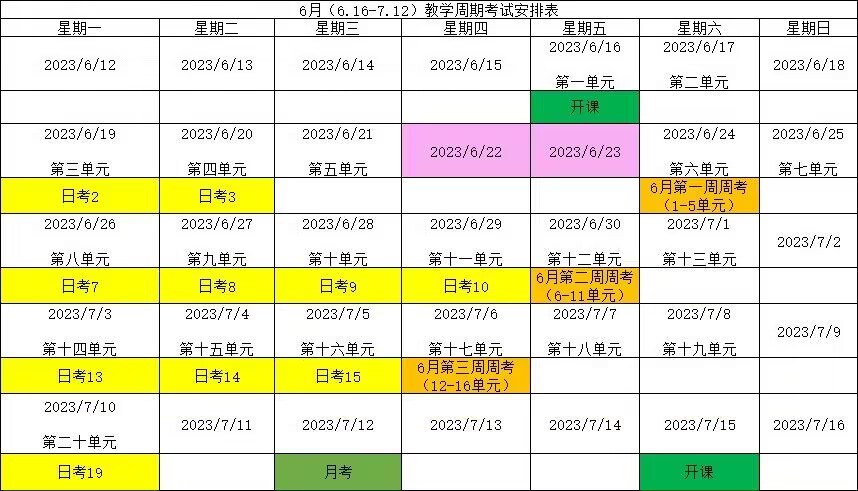 6月（6.16-7.12）教学周期考试安排表
星期一 星期二 星期三 星期四 星期五 星期六 星期日
2023/6/12 2023/6/13 2023/6/14 2023/6/15 2023/6/16 2023/6/17 2023/6/18
第一单元 第二单元
开课
2023/6/19 2023/6/20 2023/6/21 2023/6/22 2023/6/23 2023/6/24 2023/6/25
第三单元 第四单元 第五单元 第六单元 第七单元
日考2 日考3 6月第一周周考
（1-5单元）
2023/6/26 2023/6/27 2023/6/28 2023/6/29 2023/6/30 2023/7/1 2023/7/2
第八单元 第九单元 第十单元 第十一单元 第十二单元 第十三单元
日考7 日考8 日考9 日考10 6月第二周周考
（6-11单元）
2023/7/3 2023/7/4 2023/7/5 2023/7/6 2023/7/7 2023/7/8 2023/7/9
第十四单元 第十五单元 第十六单元 第十七单元 第十八单元 第十九单元
日考13 日考14 日考15 6月第三周周考
（12-16单元）
2023/7/10 2023/7/11 2023/7/12 2023/7/13 2023/7/14 2023/7/15 2023/7/16
第二十单元
日考19 月考 开课